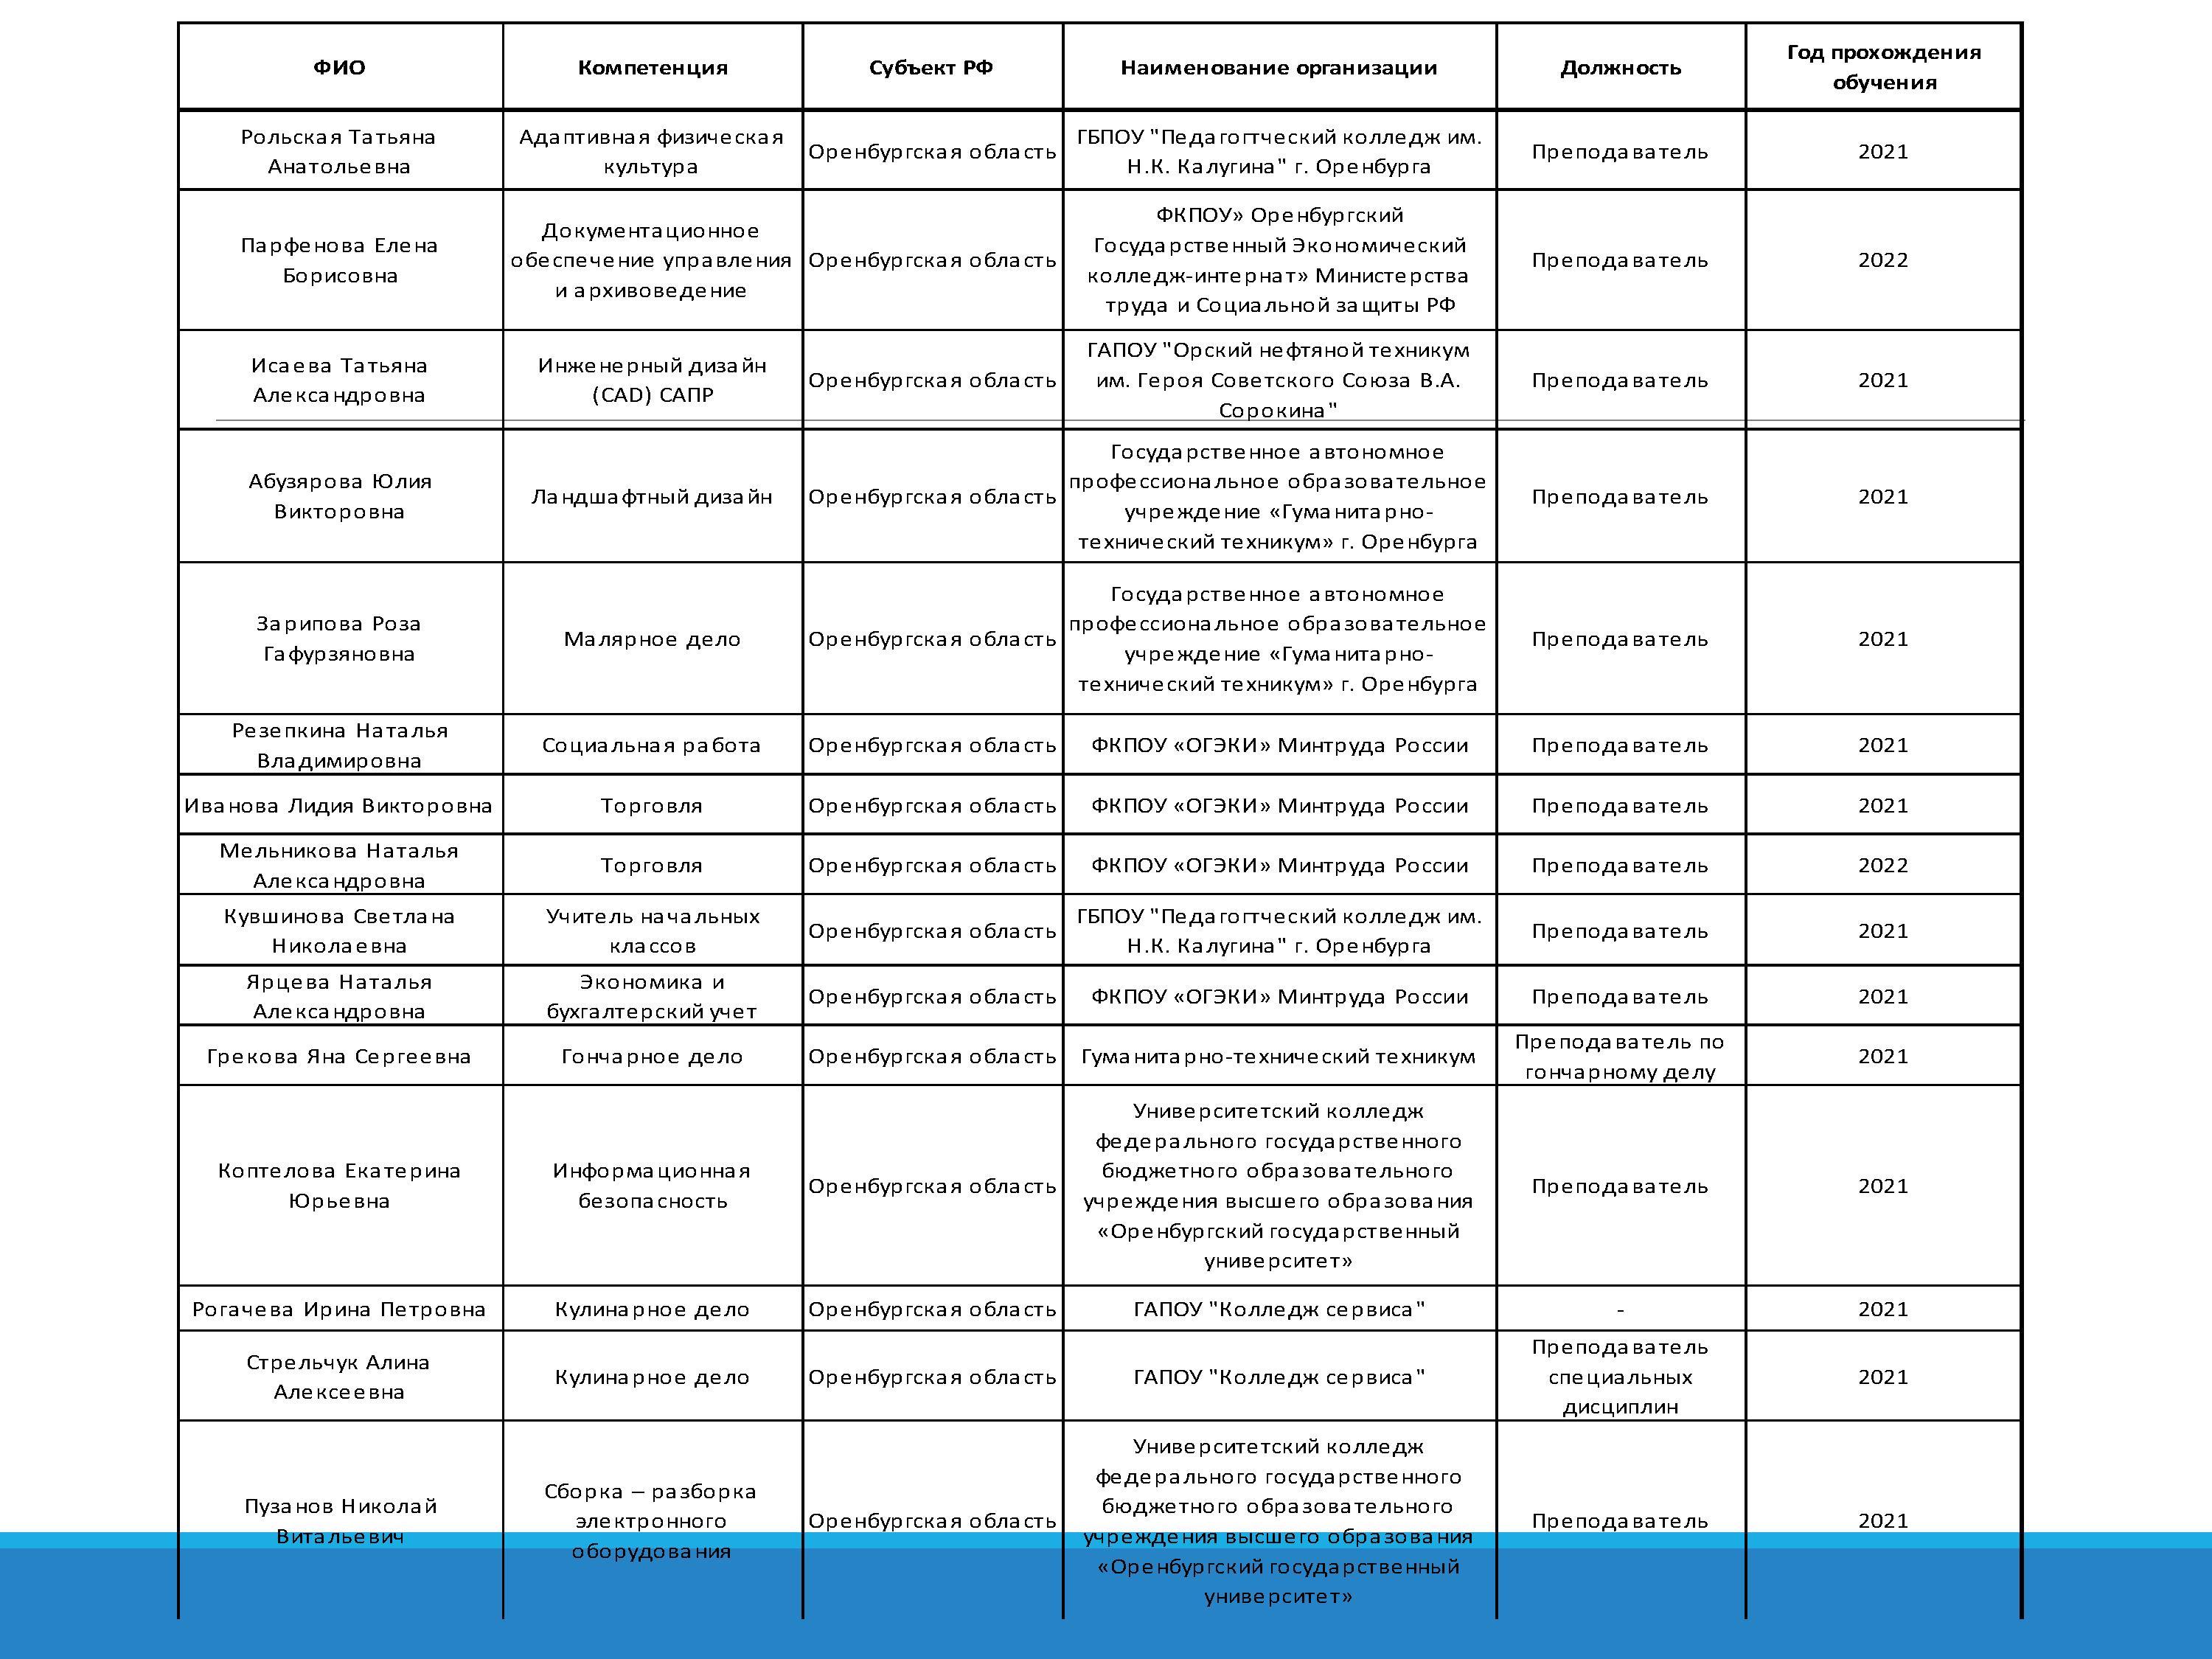 ФИО
Компетенция
Субъект РФ
Наименование организации
Должность
Год прохождения
обучения
Рольская Татьяна
Анатольевна
Адаптивная физическая
культура
Оренбургская область
ГБПОУ "Педагогтческий колледж им.
Н.К. Калугина" г. Оренбурга
Преподаватель
2021
Парфенова Елена
Борисовна
Документационное
обеспечение управления
и архивоведение
Оренбургская область
ФКПОУ» Оренбургский
Государственный Экономический
колледж-интернат» Министерства
труда и Социальной защиты РФ
Преподаватель
2022
Исаева Татьяна
Александровна
Инженерный дизайн
(CAD) САПР
Оренбургская область
ГАПОУ "Орский нефтяной техникум
им. Героя Советского Союза В.А.
Сорокина"
Преподаватель
2021
Абузярова Юлия
Викторовна
Ландшафтный дизайн
Оренбургская область
Государственное автономное
профессиональное образовательное
учреждение «Гуманитарно-
технический техникум» г. Оренбурга
Преподаватель
2021
Зарипова Роза
Гафурзяновна
Малярное дело
Оренбургская область
Государственное автономное
профессиональное образовательное
учреждение «Гуманитарно-
технический техникум» г. Оренбурга
Преподаватель
2021
Резепкина Наталья
Владимировна
Социальная работа
Оренбургская область
ФКПОУ «ОГЭКИ» Минтруда России
Преподаватель
2021
Иванова Лидия Викторовна
Торговля
Оренбургская область
ФКПОУ «ОГЭКИ» Минтруда России
Преподаватель
2021
Мельникова Наталья
Александровна
Торговля
Оренбургская область
ФКПОУ «ОГЭКИ» Минтруда России
Преподаватель
2022
Кувшинова Светлана
Николаевна
Учитель начальных
классов
Оренбургская область
ГБПОУ "Педагогтческий колледж им.
Н.К. Калугина" г. Оренбурга
Преподаватель
2021
Ярцева Наталья
Александровна
Экономика и
бухгалтерский учет
Оренбургская область
ФКПОУ «ОГЭКИ» Минтруда России
Преподаватель
2021
Грекова Яна Сергеевна
Гончарное дело
Оренбургская область
Гуманитарно-технический техникум
Преподаватель по
гончарному делу
2021
Коптелова Екатерина
Юрьевна
Информационная
безопасность
Оренбургская область
Университетский колледж
федерального государственного
бюджетного образовательного
учреждения высшего образования
«Оренбургский государственный
университет»
Преподаватель
2021
Рогачева Ирина Петровна
Кулинарное дело
Оренбургская область
ГАПОУ "Колледж сервиса"
-
2021
Стрельчук Алина
Алексеевна
Кулинарное дело
Оренбургская область
ГАПОУ "Колледж сервиса"
Преподаватель
специальных
дисциплин
2021
Пузанов Николай
Витальевич
Сборка – разборка
электронного
оборудования
Оренбургская область
Университетский колледж
федерального государственного
бюджетного образовательного
учреждения высшего образования
«Оренбургский государственный
университет»
Преподаватель
2021